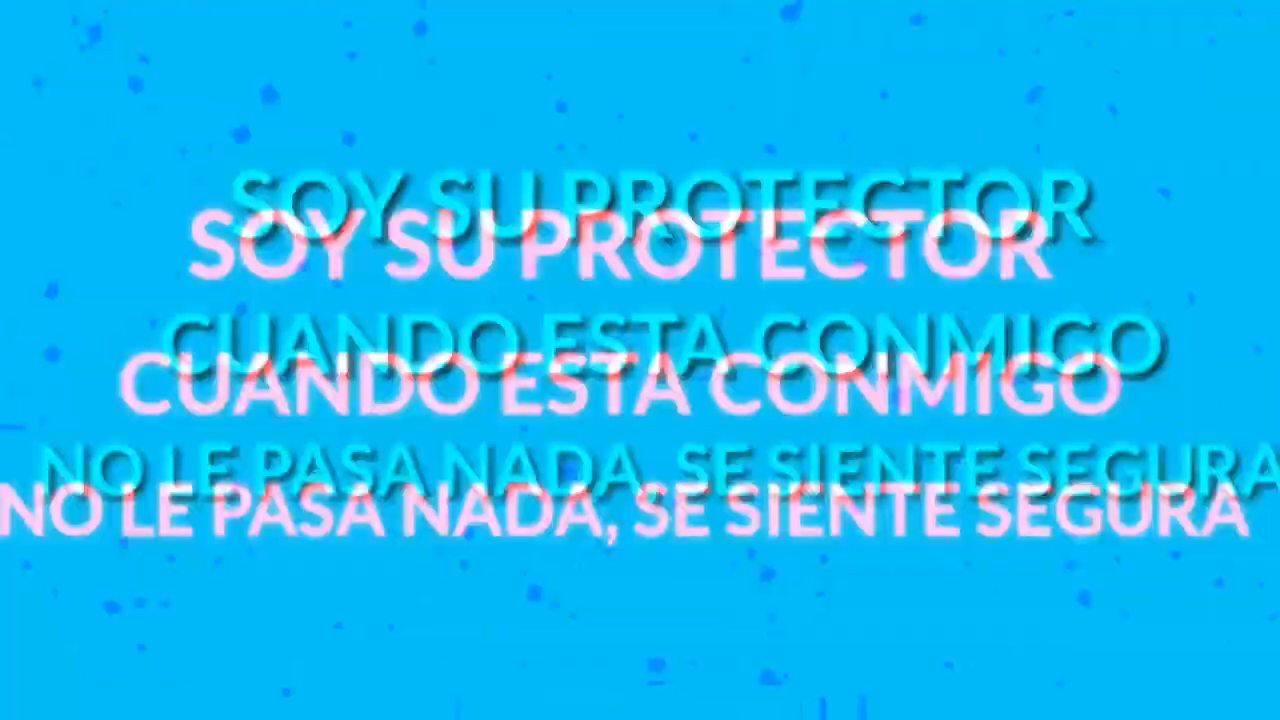 SOY SU PROTECTOR
CUANDO ESTA CONMIGO
NO LE PASA NADA, SE SIENTE SEGURA